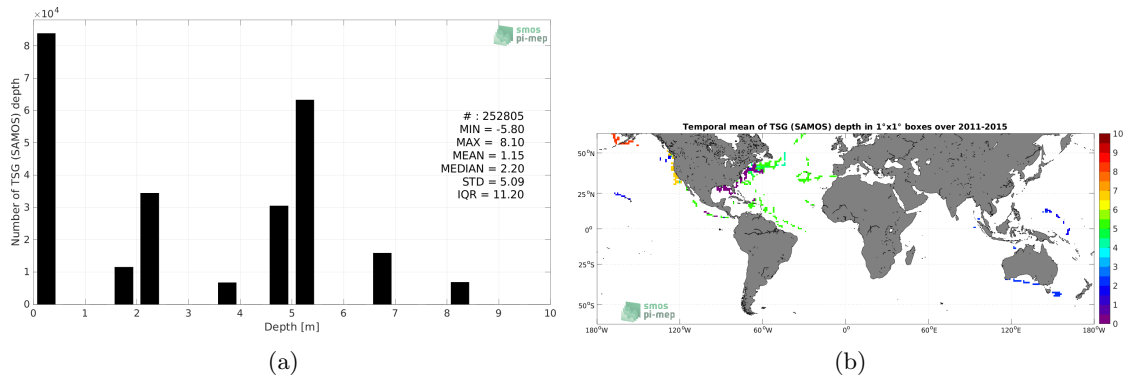 ×10⁴
smos
pi-mep
8
7
6
5
4
3
2
1
0
Number of TSG (SAMOS) depth
# : 252805
MIN = -5.80
MAX = 8.10
MEAN = 1.15
MEDIAN = 2.20
STD = 5.09
IQR = 11.20
0 1 2 3 4 5 6 7 8 9 10
Depth [m]
(a)
Temporal mean of TSG (SAMOS) depth in 1°x1° boxes over 2011-2015
50°N
25°N
0°
25°S
50°S
smos
pi-mep
180°W 120°W 60°W 0° 60°E 120°E 180°W
10
9
8
7
6
5
4
3
2
1
0
(b)